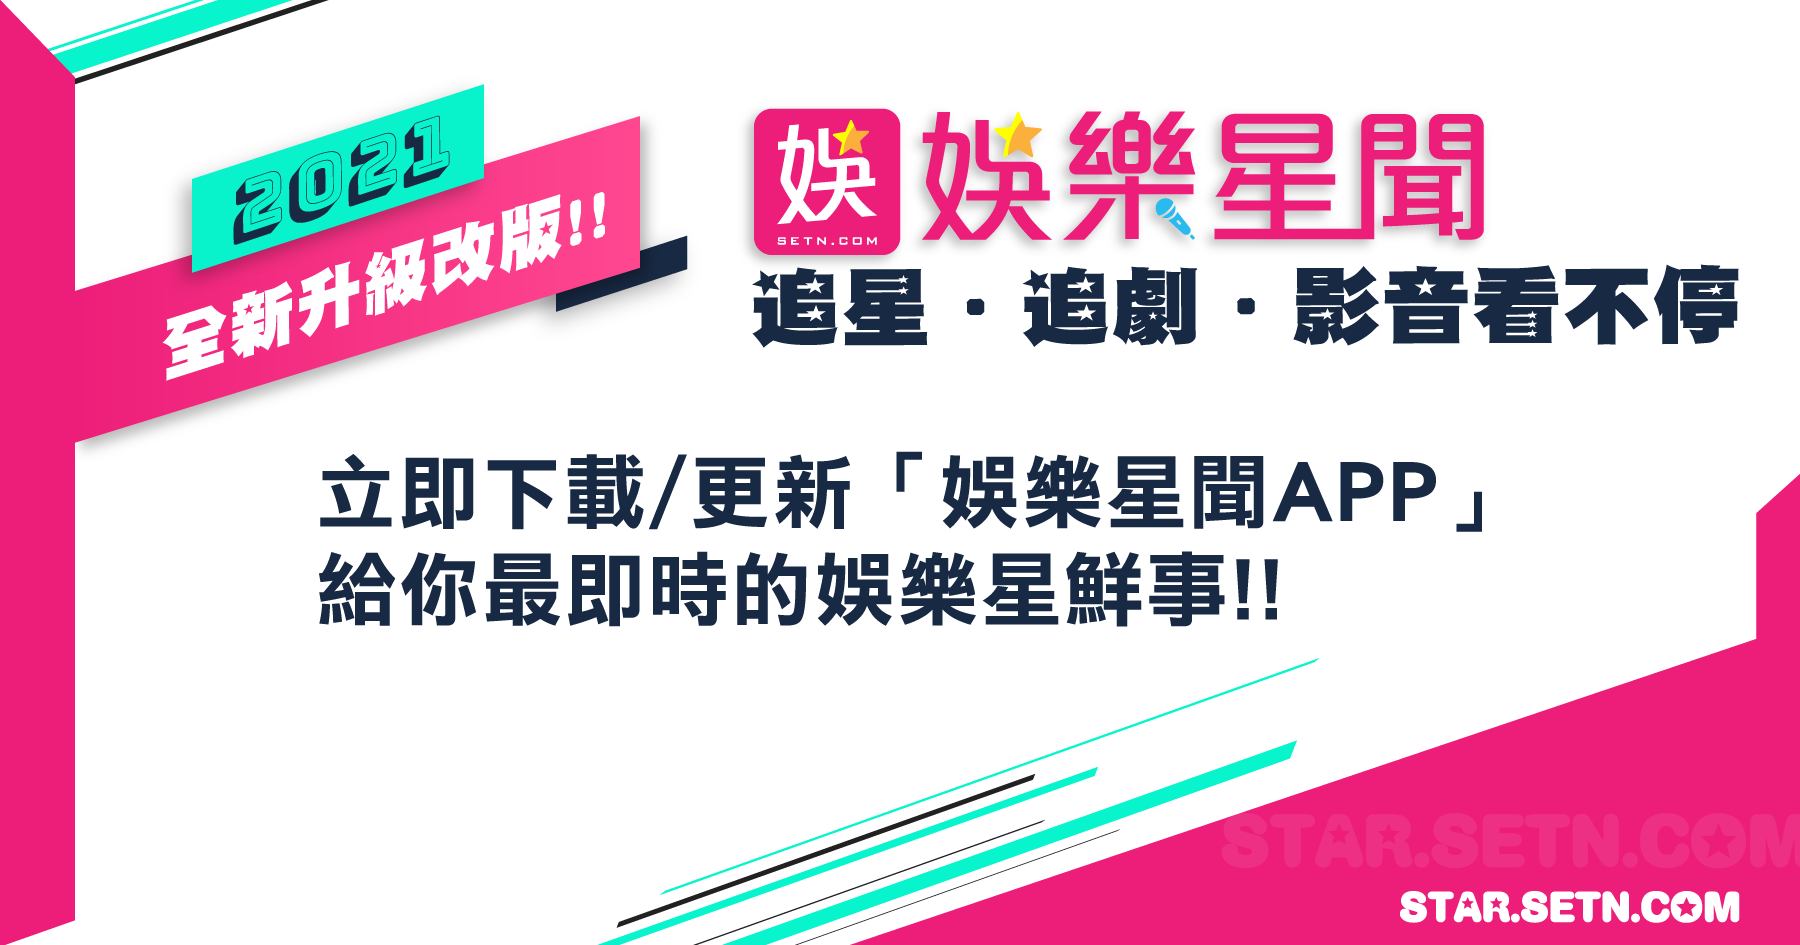 2021
全新升級改版!!
娛
SETN.COM
娛樂星聞
追星・追劇・影音看不停
立即下載/更新「娛樂星聞APP」
給你最即時的娛樂星鮮事!!
STAR.SETN.COM
STAR.SETN.COM